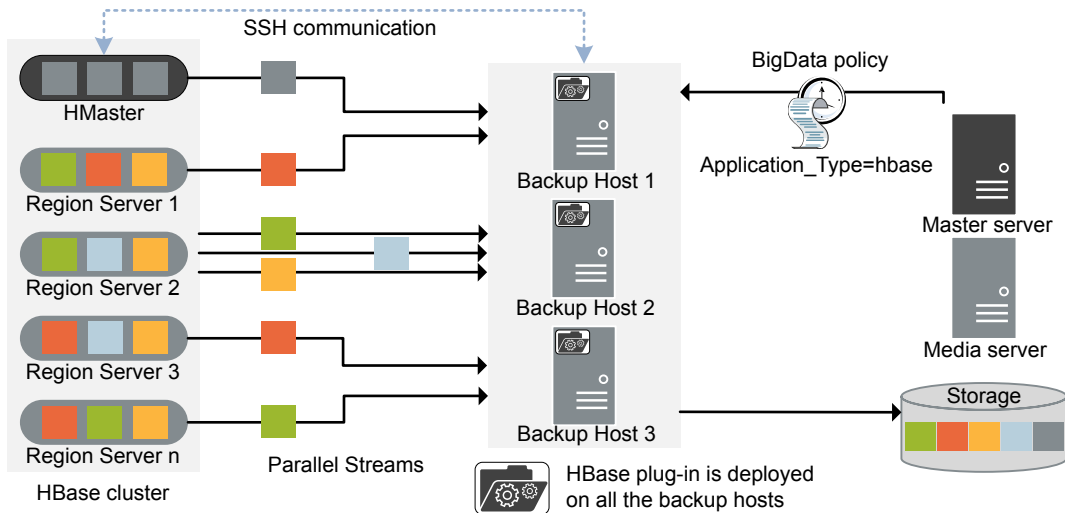 SSH communication
HMaster
Region Server 1
Region Server 2
Region Server 3
Region Server n
HBase cluster
Parallel Streams
Backup Host 1
Backup Host 2
Backup Host 3
HBase plug-in is deployed
on all the backup hosts
BigData policy
Application_Type=hbase
Master server
Media server
Storage